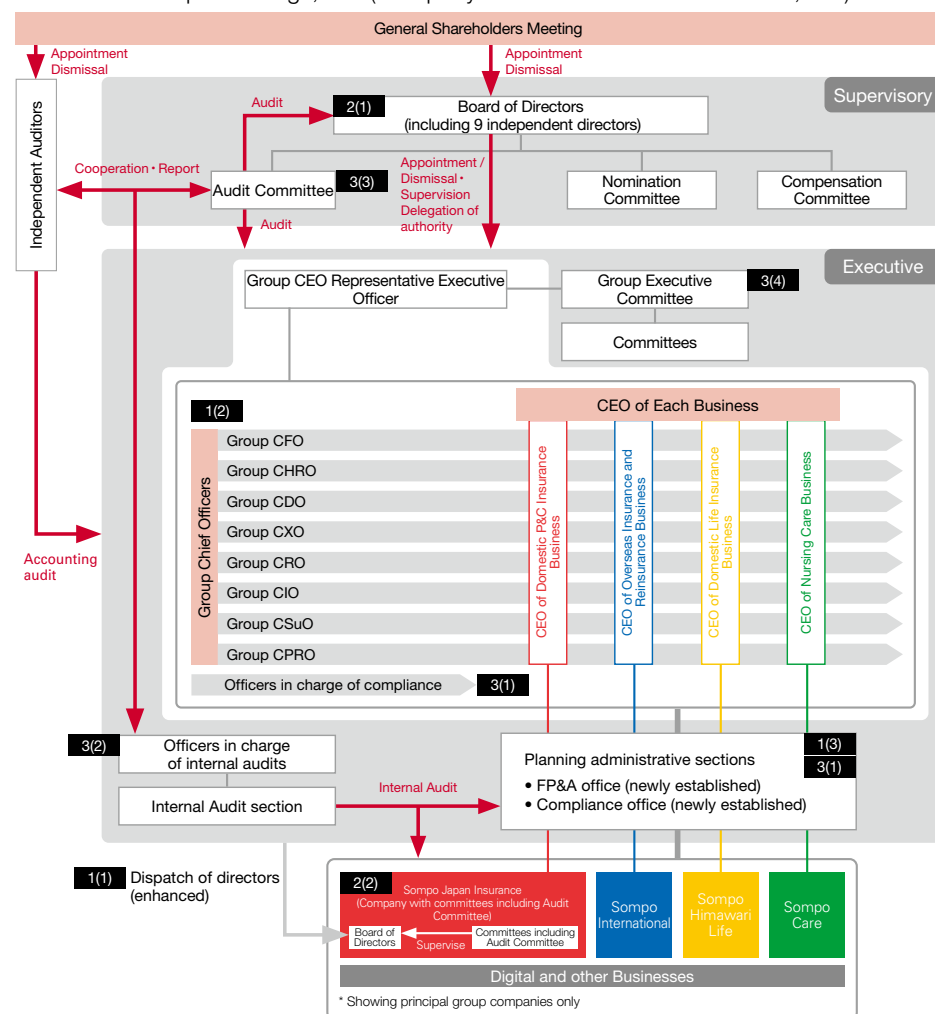 General Shareholders Meeting
Appointment
Dismissal
Appointment
Dismissal
Supervisory
Independent Auditors
Audit
2(1)
Board of Directors
(including 9 independent directors)
Cooperation・Report
Audit Committee
3(3)
Appointment /
Dismissal・
Supervision
Delegation of
authority
Nomination
Committee
Compensation
Committee
Audit
Executive
Group CEO Representative Executive
Officer
Group Executive
Committee
3(4)
Committees
1(2)
CEO of Each Business
Group Chief Officers
Group CFO
Group CHRO
Group CDO
Group CXO
Group CRO
Group CIO
Group CSuO
Group CPRO
CEO of Domestic P&C Insurance
Business
CEO of Overseas Insurance and
Reinsurance Business
CEO of Domestic Life Insurance
Business
CEO of Nursing Care Business
Accounting
audit
Officers in charge of compliance
3(1)
3(2)
Officers in charge
of internal audits
Internal Audit section
Internal Audit
Planning administrative sections
• FP&A office (newly established)
• Compliance office (newly established)
1(3)
3(1)
1(1)
Dispatch of directors
(enhanced)
2(2)
Sompo Japan Insurance
(Company with committees including Audit
Committee)
Board of
Directors
Supervise
Committees including
Audit Committee
Sompo
International
Sompo
Himawari
Life
Sompo
Care
Digital and other Businesses
* Showing principal group companies only